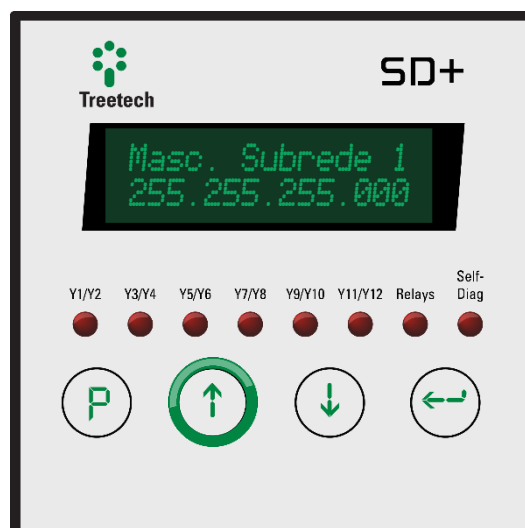 Treetech
SD+
Masc. Subrede 1
255.255.255.000
Y1/Y2 Y3/Y4 Y5/Y6 Y7/Y8 Y9/Y10 Y11/Y12 Relays Self-
Diag
P